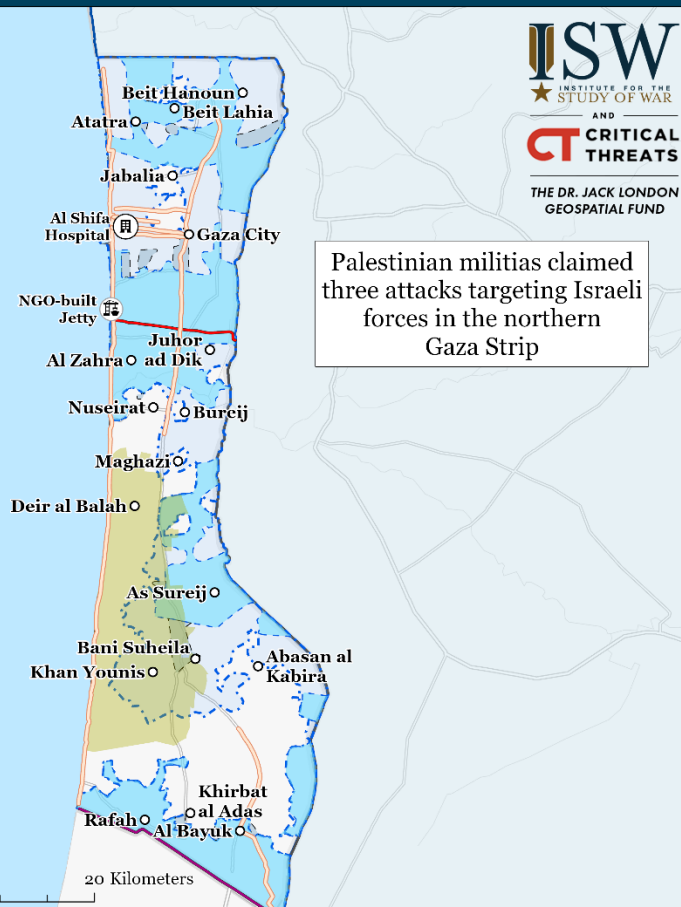 ISW
INSTITUTE FOR THE
STUDY OF WAR
AND
CT CRITICAL
THREATS
THE DR. JACK LONDON
GEOSPATIAL FUND
Beit Hanoun
Beit Lahia
Atatra
Jabalia
Al Shifa
Hospital
Gaza City
Palestinian militias claimed
three attacks targeting Israeli
forces in the northern
Gaza Strip
NGO-built
Jetty
Juhor
ad Dik
Al Zahra
Nuseirat
Bureij
Maghazi
Deir al Balah
As Sureij
Bani Suheila
Abasan al
Kabira
Khan Younis
Khirbat
al Adas
Rafah
Al Bayuk
20 Kilometers